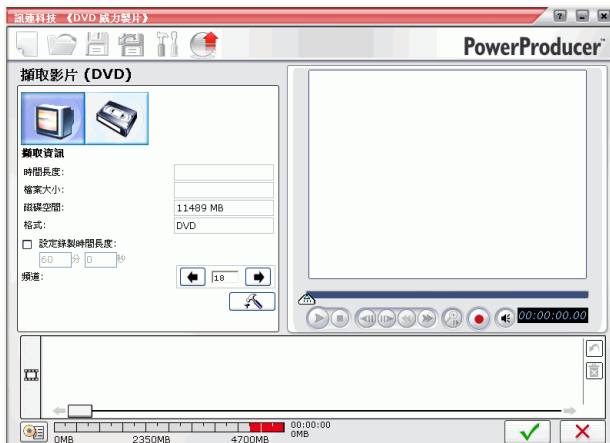 訊連科技 《DVD 威力製片》
PowerProducer
擷取影片 (DVD)
擷取資訊
時間長度:
檔案大小:
磁碟空間: 11489 MB
格式: DVD
設定錄製時間長度:
60 分 0 秒
頻道: 18
00:00:00.00
00:00:00
0MB 2350MB 4700MB 0MB